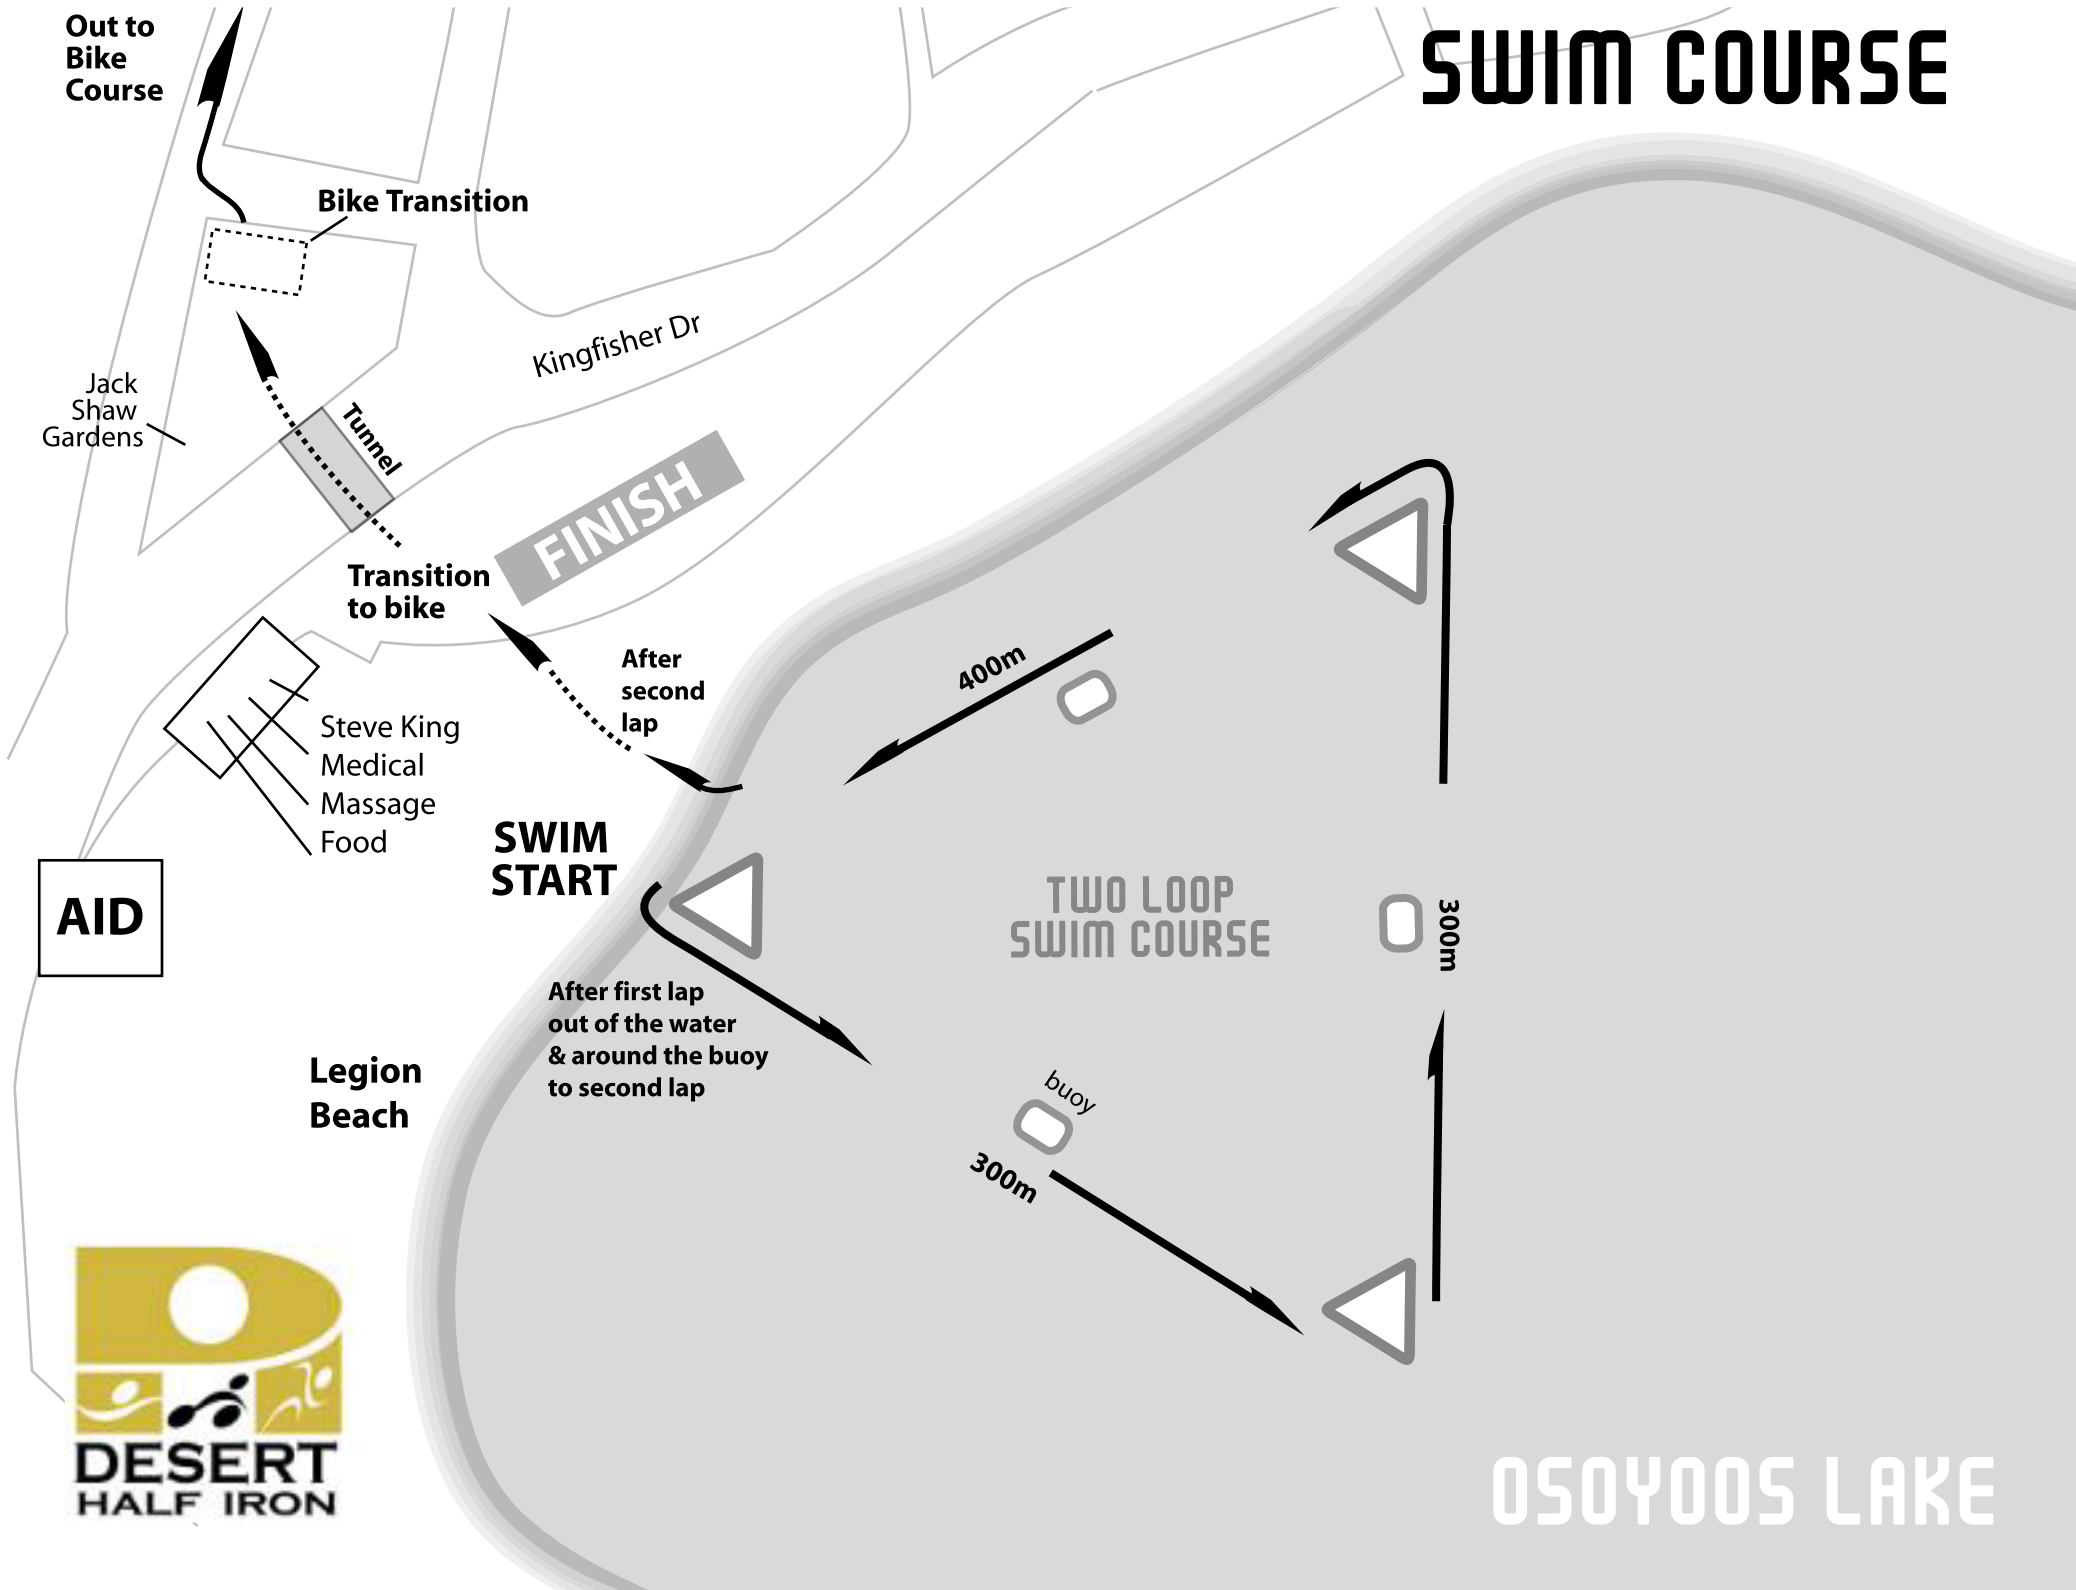 Out to
Bike
Course
SWIM COURSE
Bike Transition
Kingfisher Dr
Jack
Shaw
Gardens
Tunnel
FINISH
Transition
to bike
After
second
lap
400m
Steve King
Medical
Massage
Food
SWIM
START
AID
TWO LOOP
SWIM COURSE
300m
After first lap
out of the water
& around the buoy
to second lap
Legion
Beach
buoy
300m
DESERT
HALF IRON
OSOYOOS LAKE